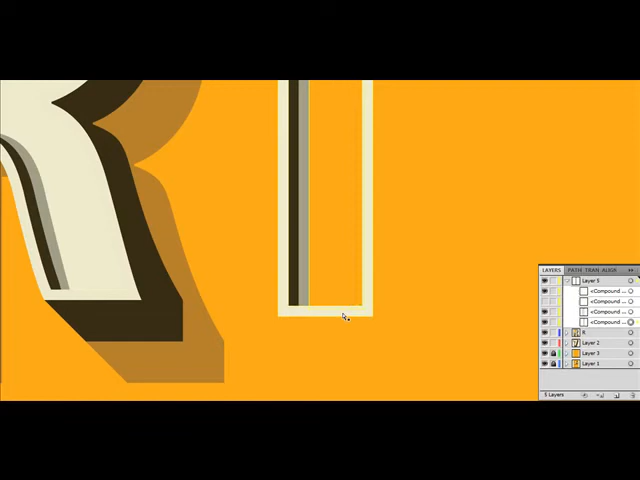 R
LAYERS PATH TRAN ALIGN
Layer 5
<Compound ...
<Compound ...
<Compound ...
<Compound ...
R
Layer 2
Layer 3
Layer 1
5 Layers